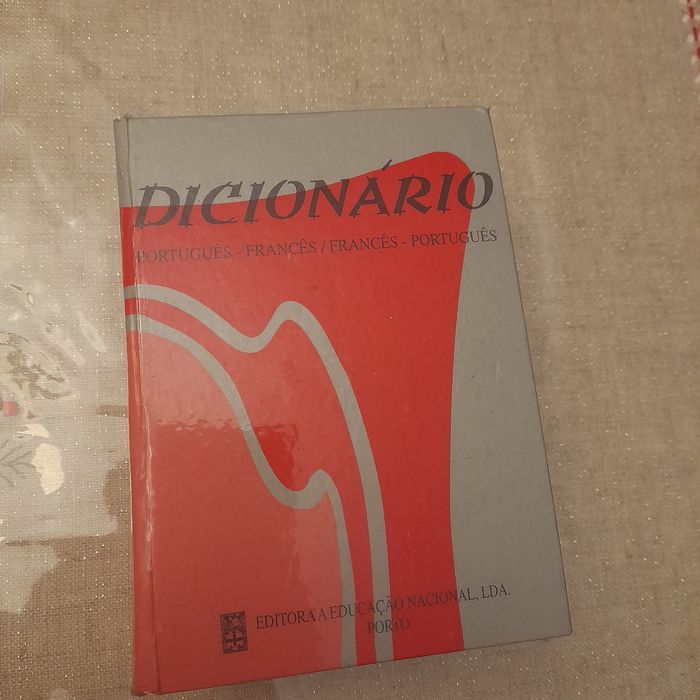 DICIONÁRIO
PORTUGUÊS - FRANCÊS / FRANCÊS - PORTUGUÊS
EDITORA A EDUCAÇÃO NACIONAL, LDA.
PORTO